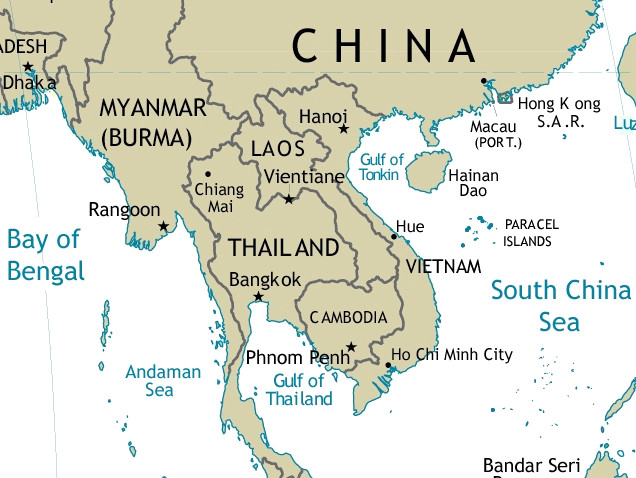 CHINA
ADESH
Dhaka
MYANMAR
(BURMA)
Hanoi
Hong Kong
S.A.R.
Macau
(PORT.)
Lu
LAOS
Gulf of
Tonkin
Hainan
Dao
Vientiane
Chiang
Mai
Rangoon
Hue
PARACEL
ISLANDS
Bay of
Bengal
THAILAND
VIETNAM
Bangkok
South China
Sea
CAMBODIA
Phnom Penh
Ho Chi Minh City
Andaman
Sea
Gulf of
Thailand
Bandar Seri